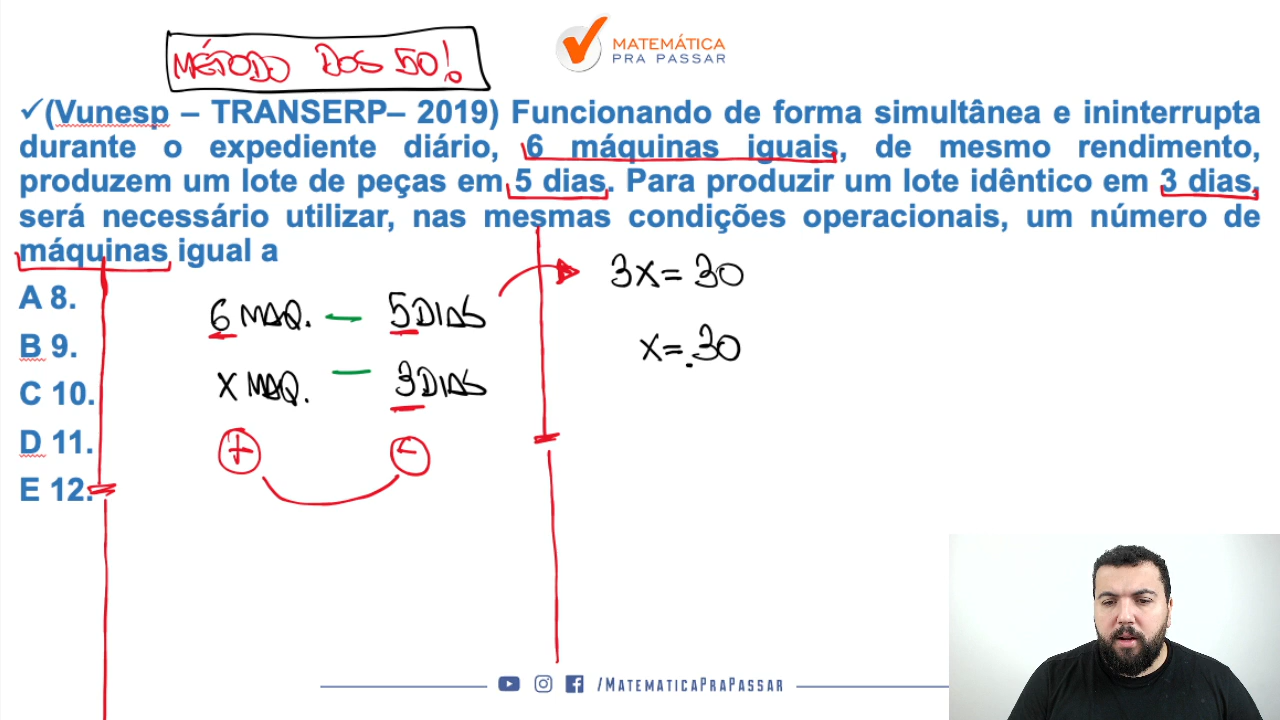 MÉTODO DOS 50!
MATEMÁTICA
PRA PASSAR
✓(Vunesp – TRANSERP– 2019) Funcionando de forma simultânea e ininterrupta
durante o expediente diário, 6 máquinas iguais, de mesmo rendimento,
produzem um lote de peças em 5 dias. Para produzir um lote idêntico em 3 dias,
será necessário utilizar, nas mesmas condições operacionais, um número de
máquinas igual a
A 8.
B 9.
C 10.
D 11.
E 12.
6 MAQ. — 5 DIAS
X MAQ. — 3 DIAS
+ -
3X = 30
X = 30
/MATEMATICAPRAPASSAR